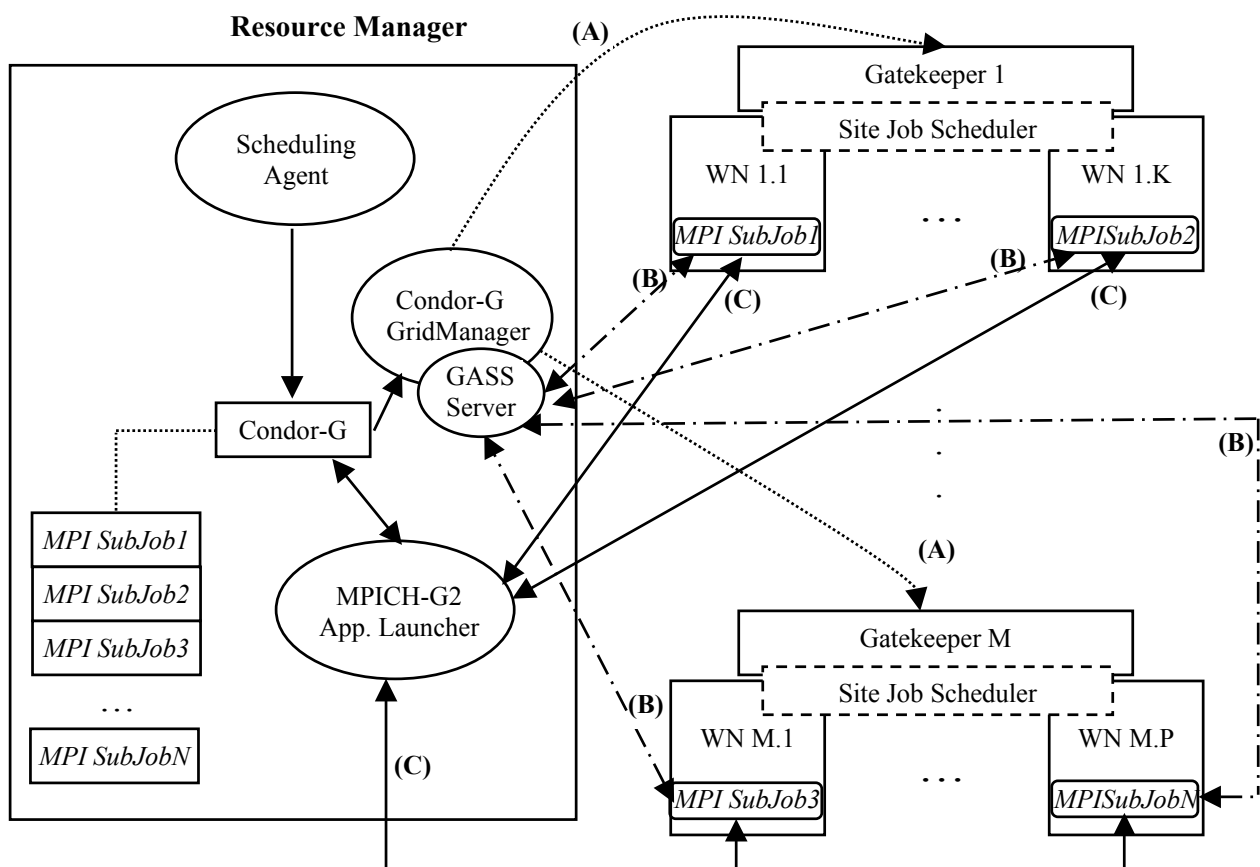 Resource Manager
(A)
Gatekeeper 1
Site Job Scheduler
WN 1.1
. . .
WN 1.K
MPI SubJob1
MPISubJob2
(B)
(C)
(B)
(C)
Scheduling
Agent
Condor-G
GridManager
GASS
Server
Condor-G
MPI SubJob1
MPI SubJob2
MPI SubJob3
. . .
MPI SubJobN
MPICH-G2
App. Launcher
(C)
.
.
.
(B)
(A)
Gatekeeper M
Site Job Scheduler
(B)
WN M.1
. . .
WN M.P
MPI SubJob3
MPISubJobN